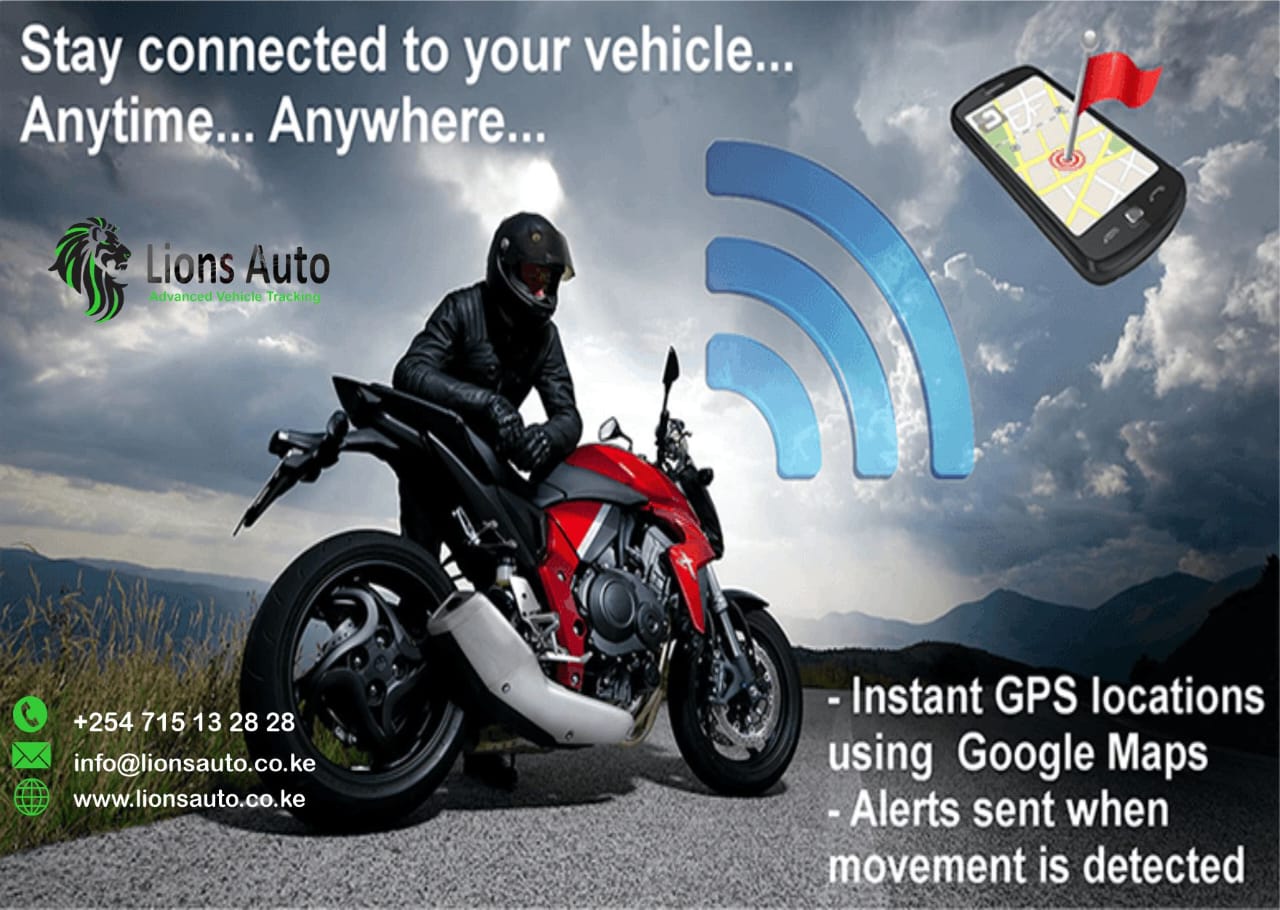 Stay connected to your vehicle...
Anytime... Anywhere...
Lions Auto
Advanced Vehicle Tracking
+254 715 13 28 28
info@lionsauto.co.ke
www.lionsauto.co.ke
- Instant GPS locations
using Google Maps
- Alerts sent when
movement is detected